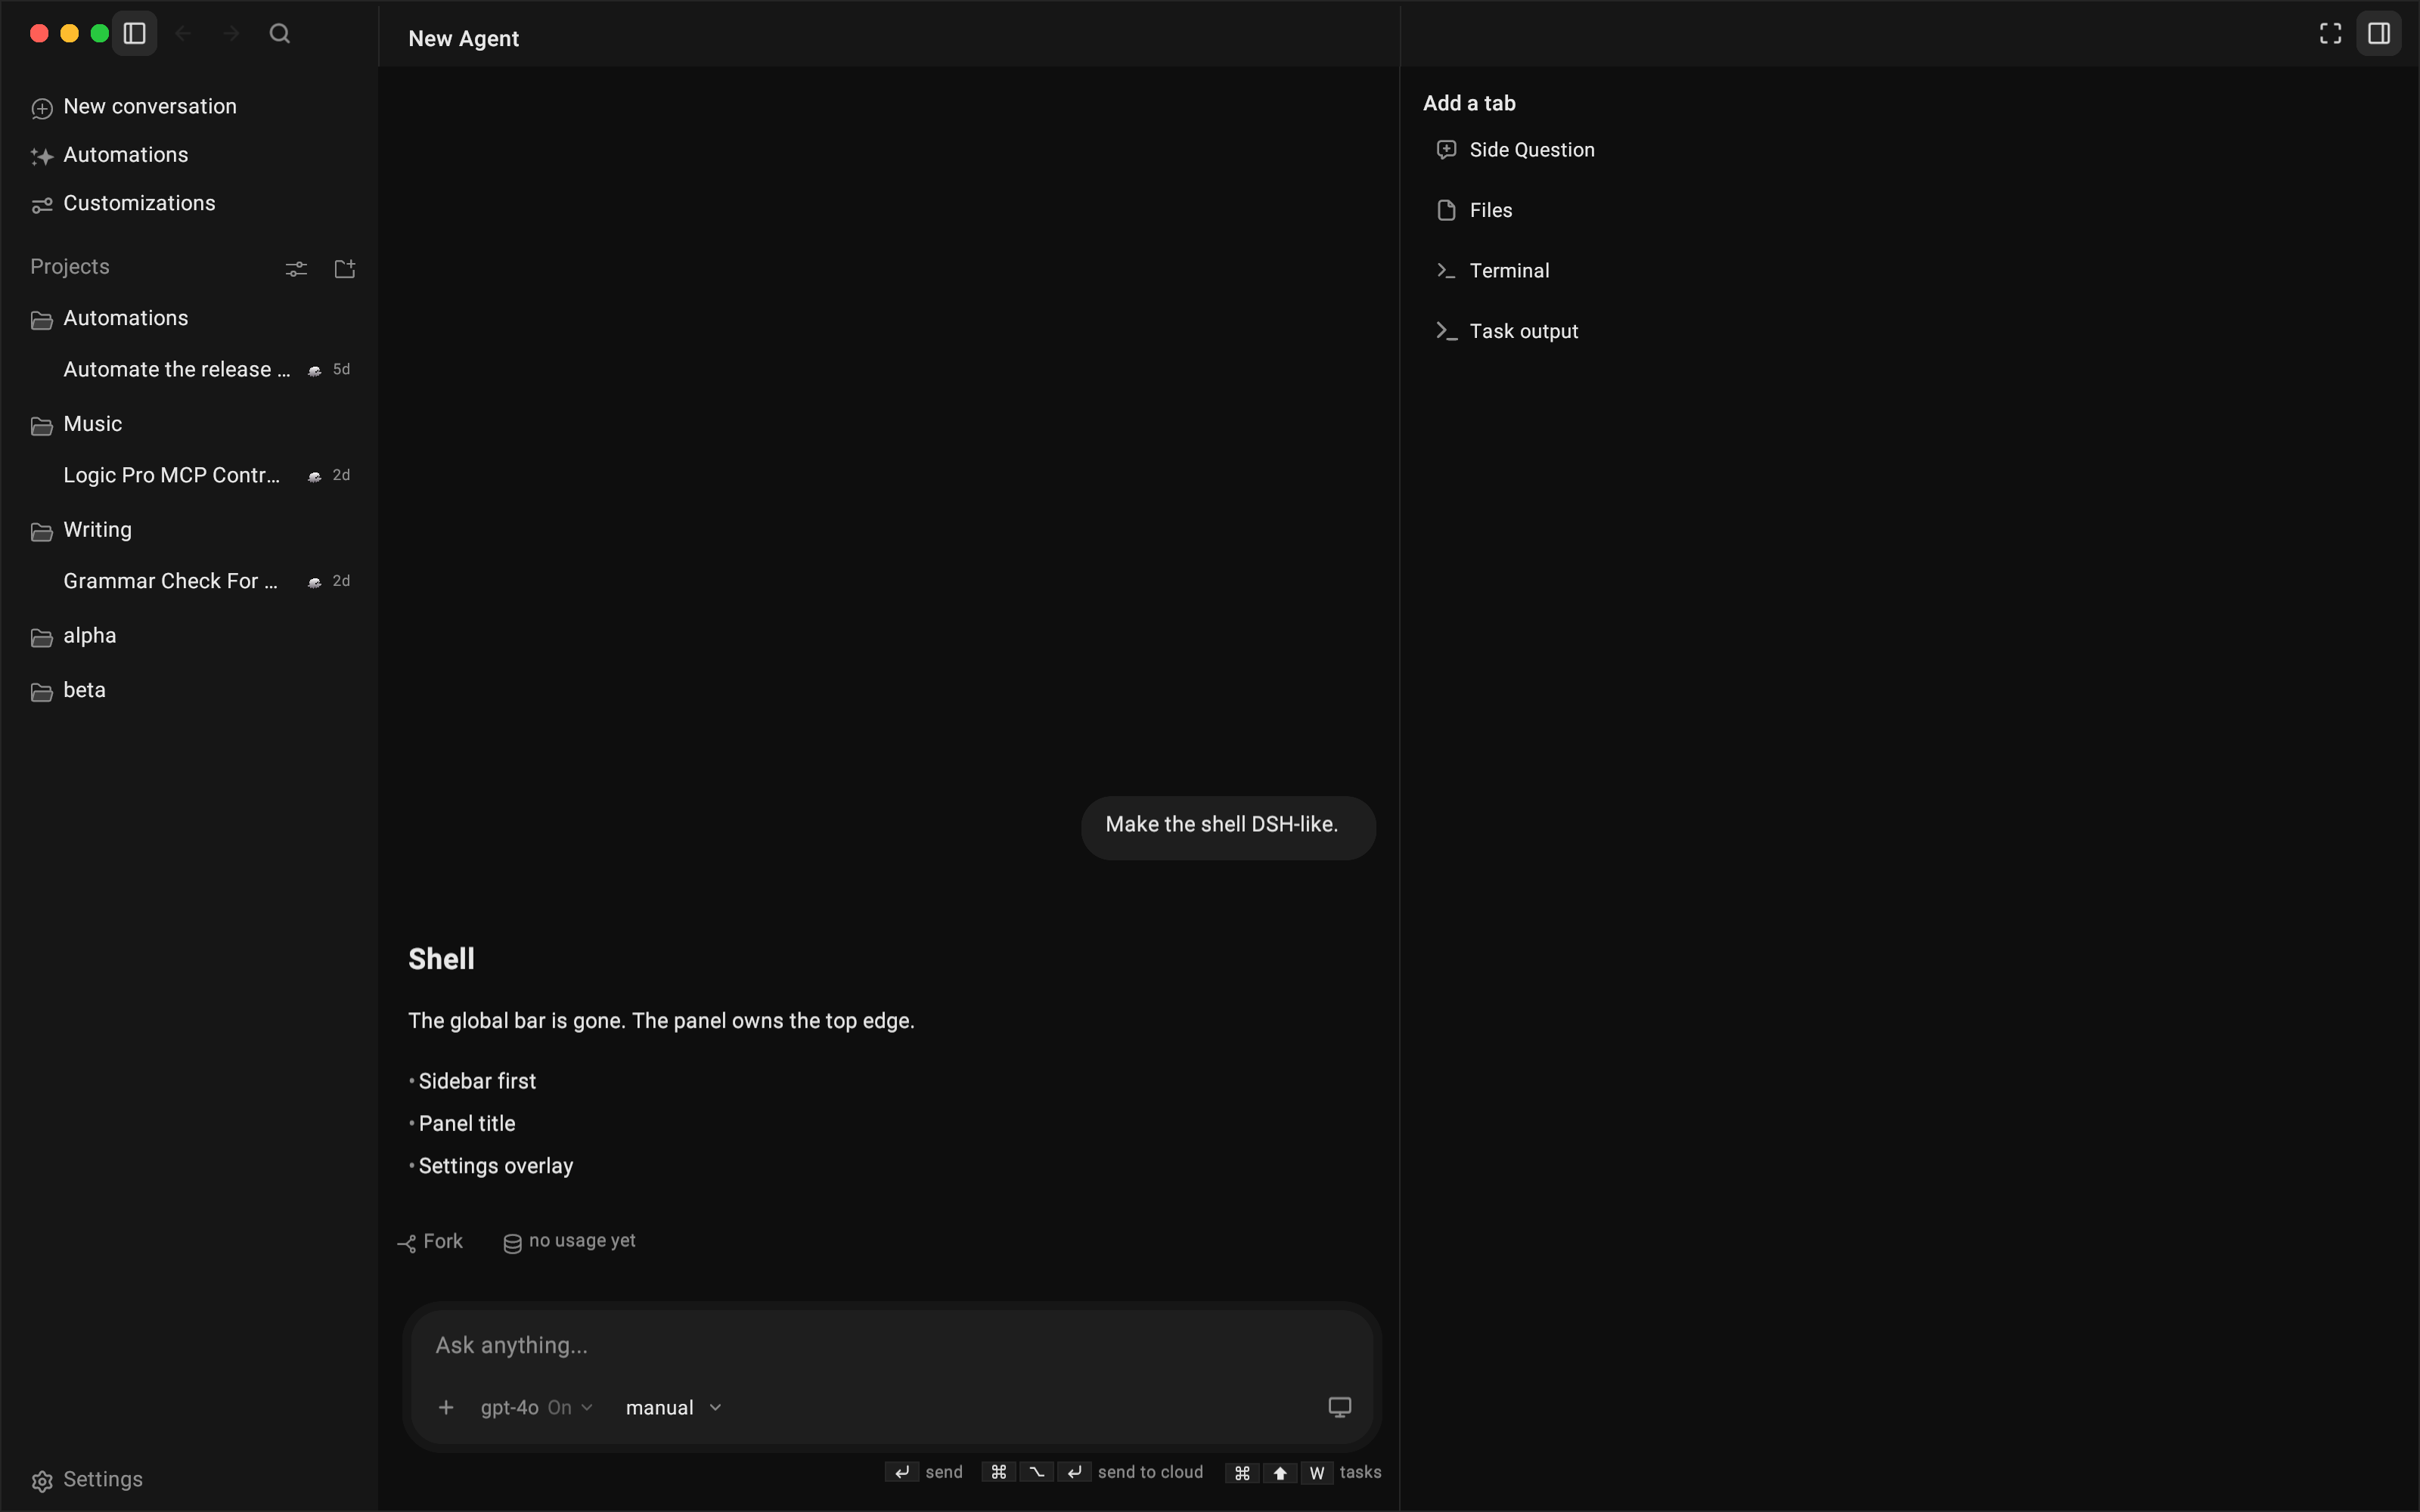 New Agent
New conversation
Automations
Customizations
Projects
Automations
Automate the release ... 5d
Music
Logic Pro MCP Contr... 2d
Writing
Grammar Check For ... 2d
alpha
beta
Settings
Make the shell DSH-like.
Shell
The global bar is gone. The panel owns the top edge.
• Sidebar first
• Panel title
• Settings overlay
Fork no usage yet
Ask anything...
+ gpt-4o On manual
↵ send ⌘ ⌥ ↵ send to cloud ⌘ ⬆ W tasks
Add a tab
Side Question
Files
Terminal
Task output